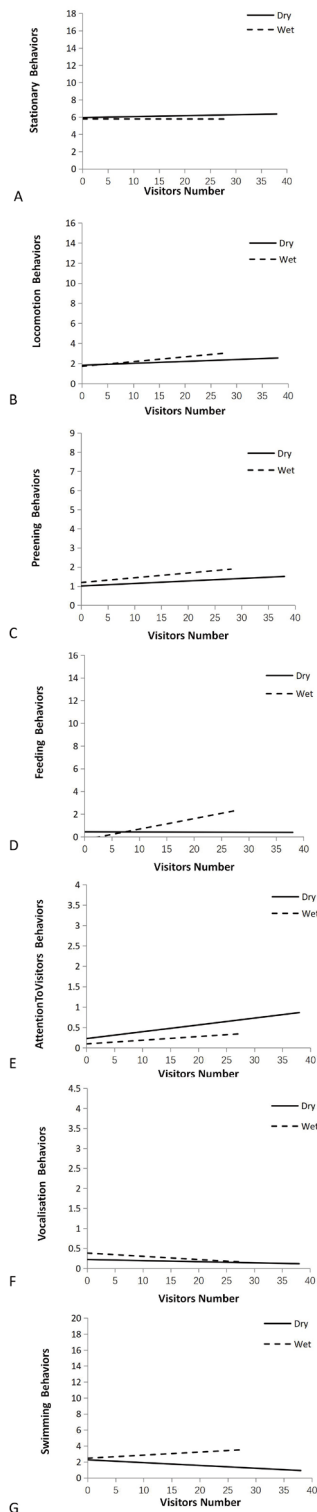 Stationary Behaviors
18
16
14
12
10
8
6
4
2
0
Dry
Wet
0 5 10 15 20 25 30 35 40
Visitors Number
A
Locomotion Behaviors
16
14
12
10
8
6
4
2
0
Dry
Wet
0 5 10 15 20 25 30 35 40
Visitors Number
B
Preening Behaviors
9
8
7
6
5
4
3
2
1
0
Dry
Wet
0 5 10 15 20 25 30 35 40
Visitors Number
C
Feeding Behaviors
16
14
12
10
8
6
4
2
0
Dry
Wet
0 5 10 15 20 25 30 35 40
Visitors Number
D
AttentionToVisitors Behaviors
4
3.5
3
2.5
2
1.5
1
0.5
0
Dry
Wet
0 5 10 15 20 25 30 35 40
Visitors Number
E
Vocalisation Behaviors
4.5
4
3.5
3
2.5
2
1.5
1
0.5
0
Dry
Wet
0 5 10 15 20 25 30 35 40
Visitors Number
F
Swimming Behaviors
20
18
16
14
12
10
8
6
4
2
0
Dry
Wet
0 5 10 15 20 25 30 35 40
Visitors Number
G